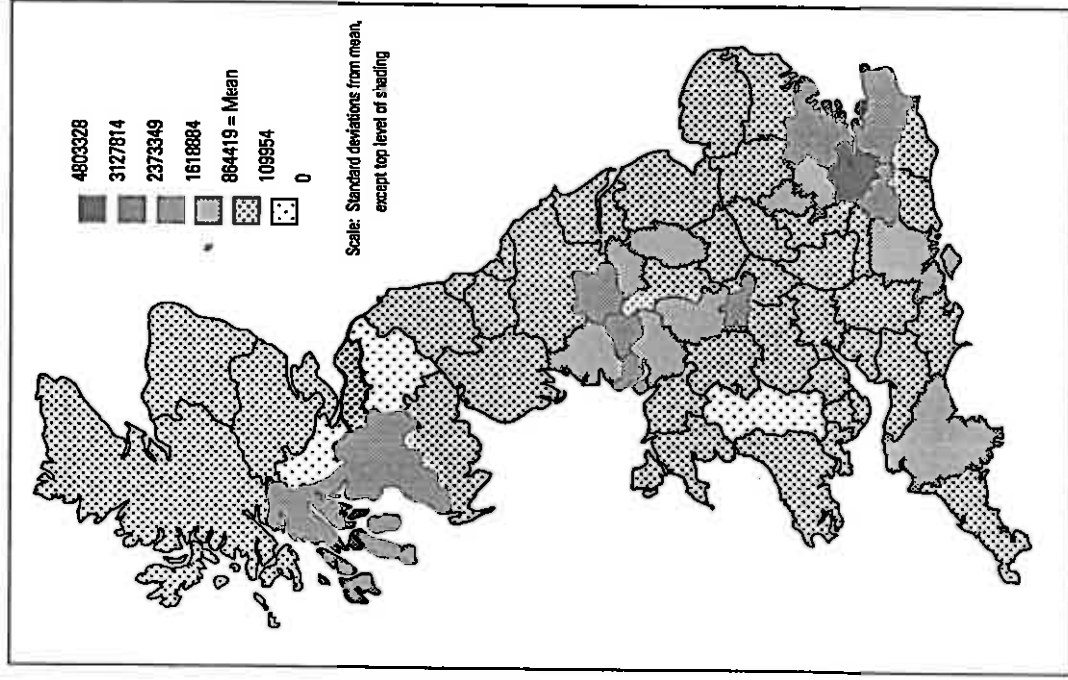 4803328
3127814
2373349
1618884
864419 = Mean
109954
0
Scale: Standard deviations from mean,
except top level of shading